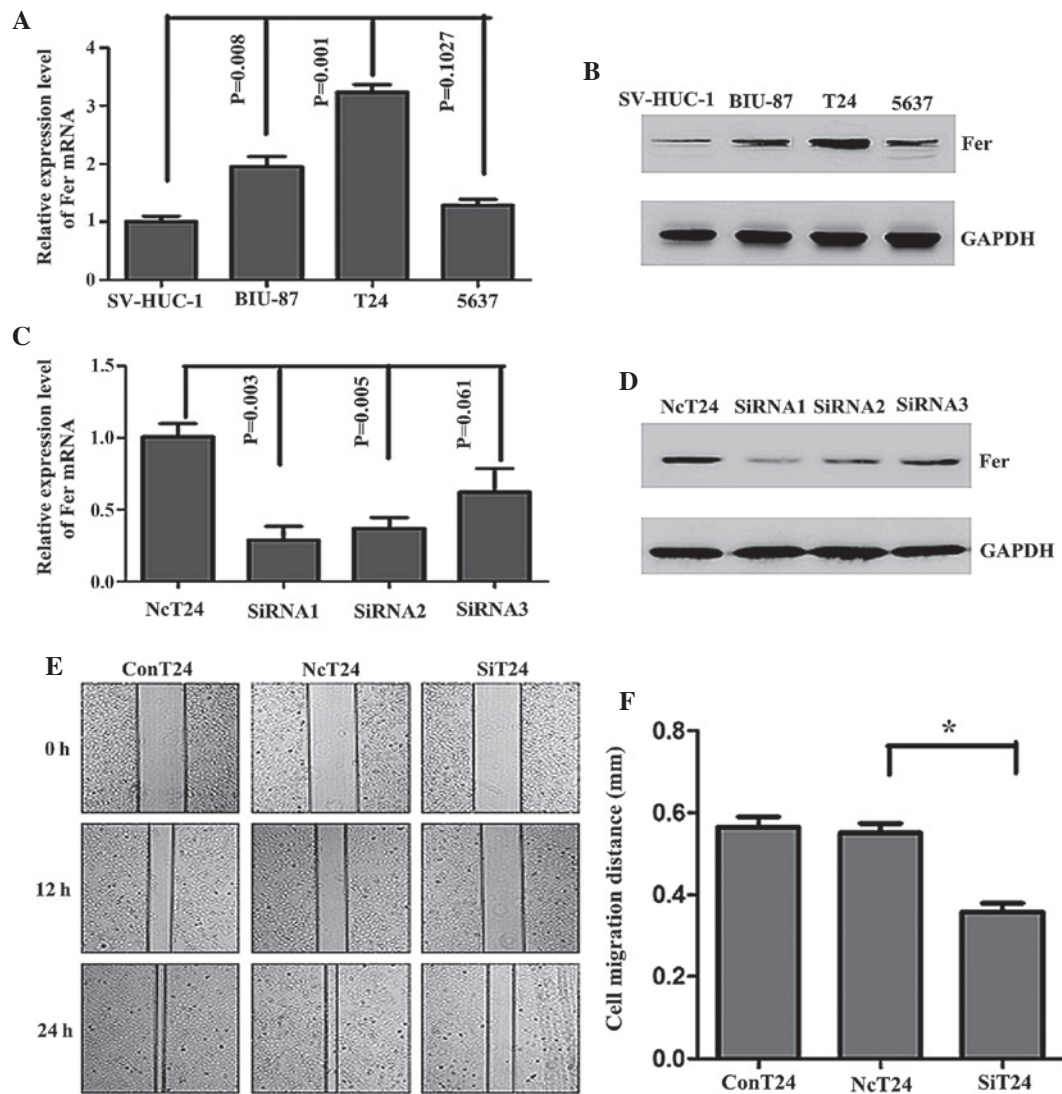 A
Relative expression level
of Fer mRNA
4
3
2
1
0
P=0.008
P=0.001
P=0.1027
SV-HUC-1 BIU-87 T24 5637
B
SV-HUC-1 BIU-87 T24 5637
Fer
GAPDH
C
Relative expression level
of Fer mRNA
1.5
1.0
0.5
0.0
P=0.003
P=0.005
P=0.061
NcT24 SiRNA1 SiRNA2 SiRNA3
D
NcT24 SiRNA1 SiRNA2 SiRNA3
Fer
GAPDH
E
ConT24 NcT24 SiT24
0 h
12 h
24 h
F
Cell migration distance (mm)
0.8
0.6
0.4
0.2
0.0
*
ConT24 NcT24 SiT24